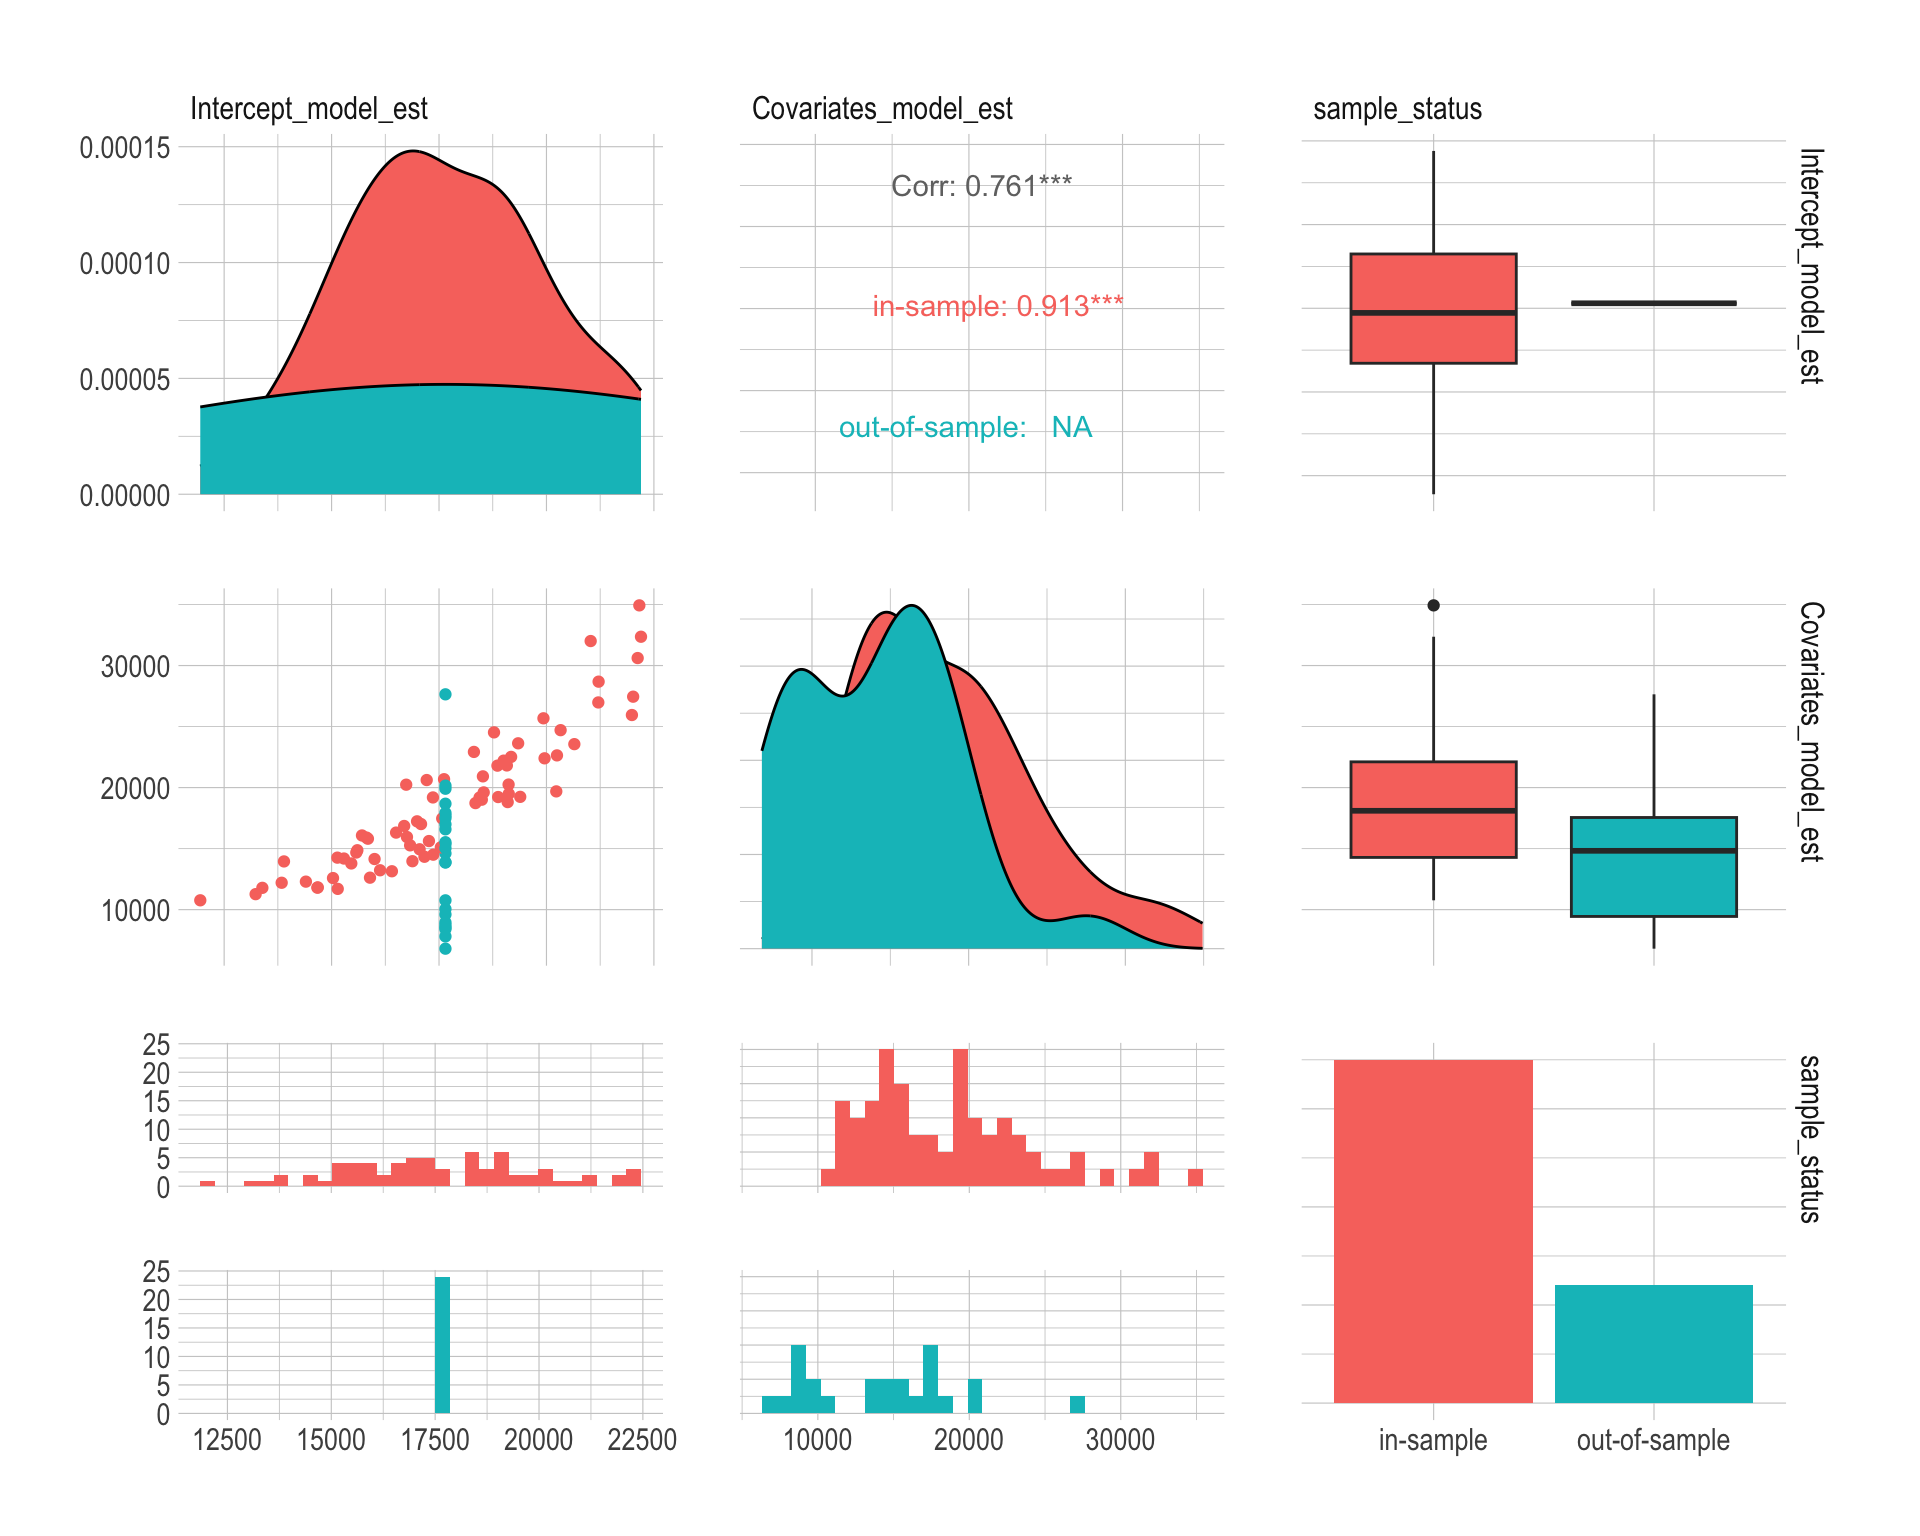 Intercept_model_est
Covariates_model_est
sample_status
0.00015
0.00010
0.00005
0.00000
Corr: 0.761***
in-sample: 0.913***
out-of-sample: NA
Intercept_model_est
30000
20000
10000
Covariates_model_est
25
20
15
10
5
0
25
20
15
10
5
0
sample_status
12500 15000 17500 20000 22500
10000 20000 30000
in-sample out-of-sample